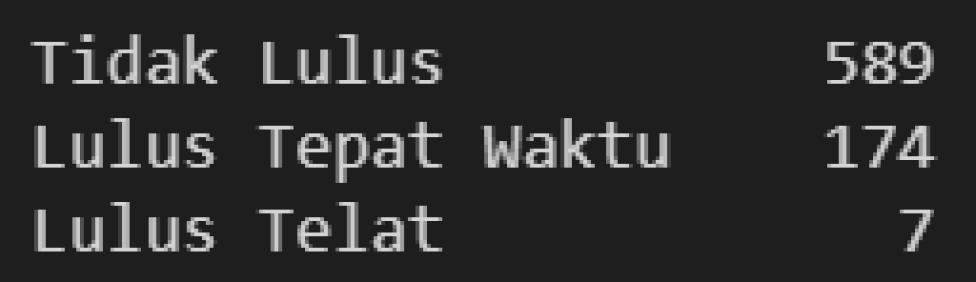 Tidak Lulus 589
Lulus Tepat Waktu 174
Lulus Telat 7